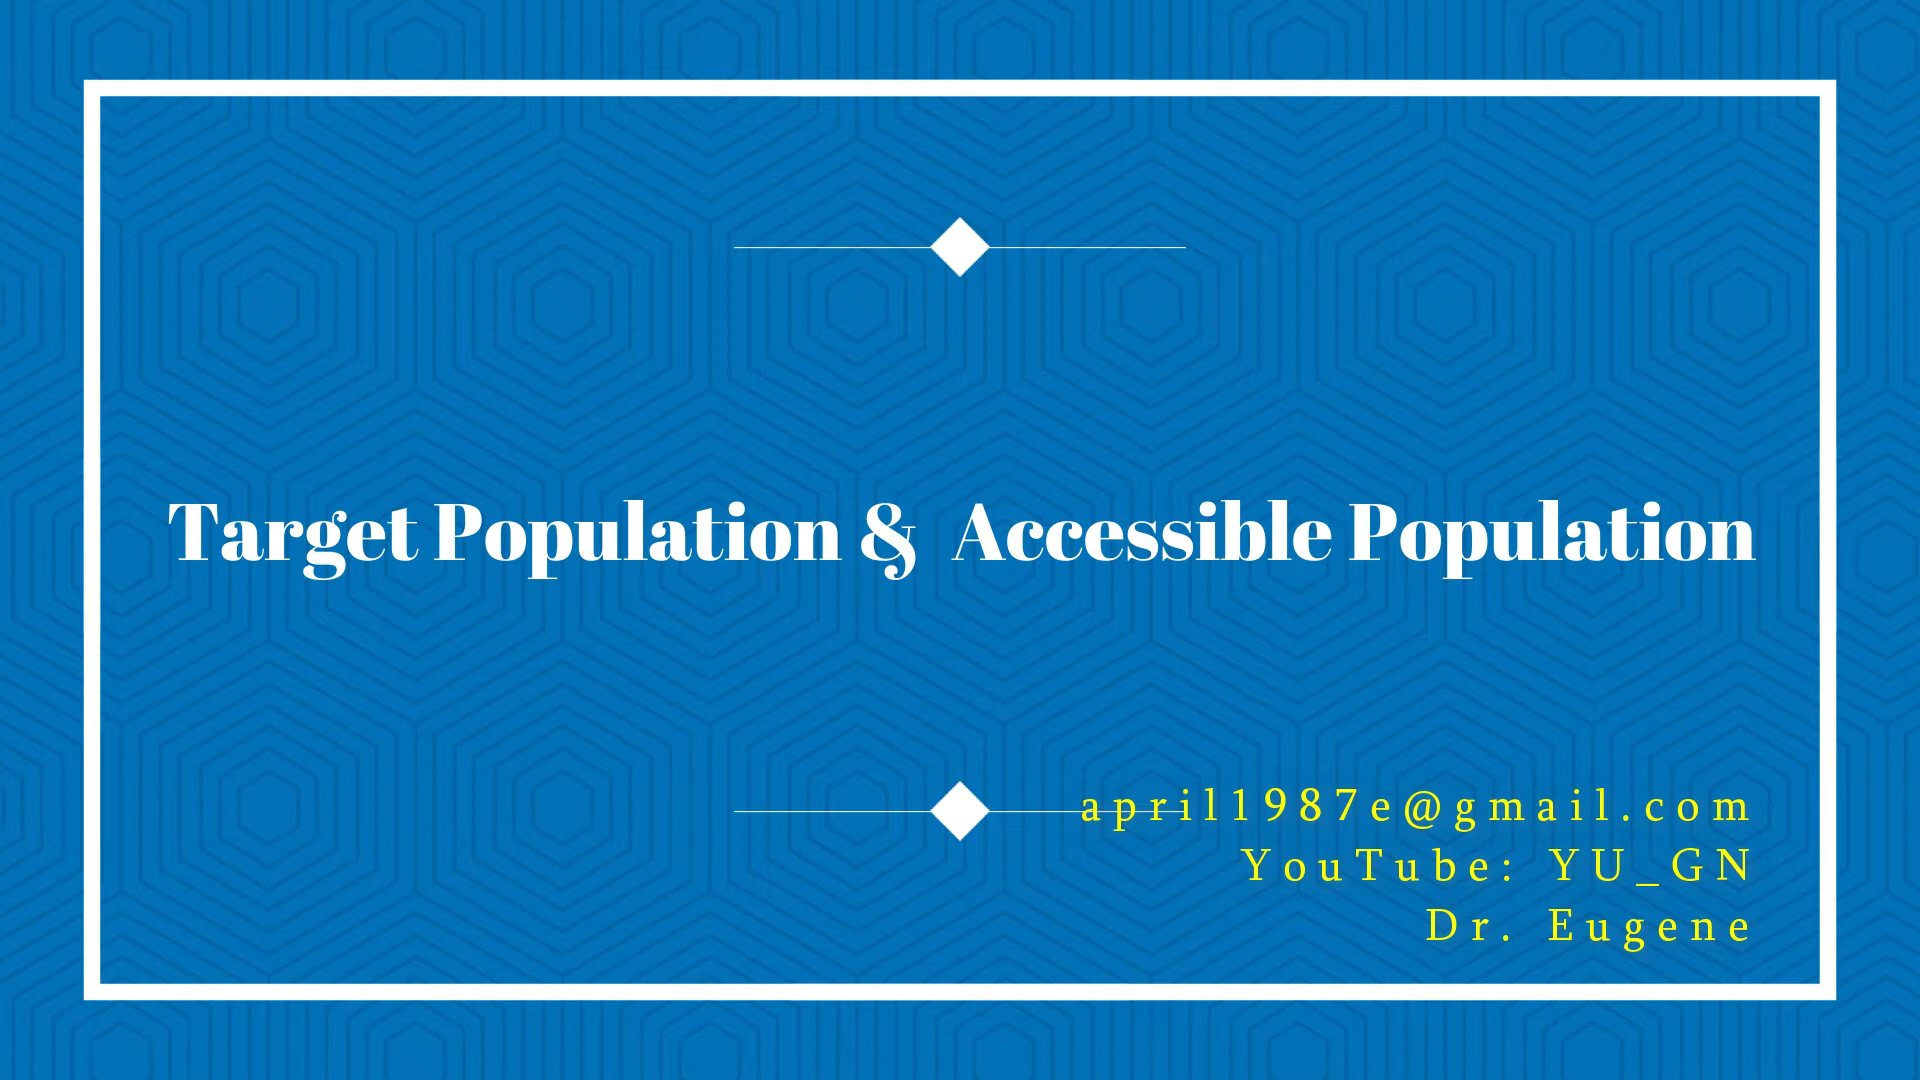 Target Population & Accessible Population
april1987e@gmail.com
YouTube: YU_GN
Dr. Eugene